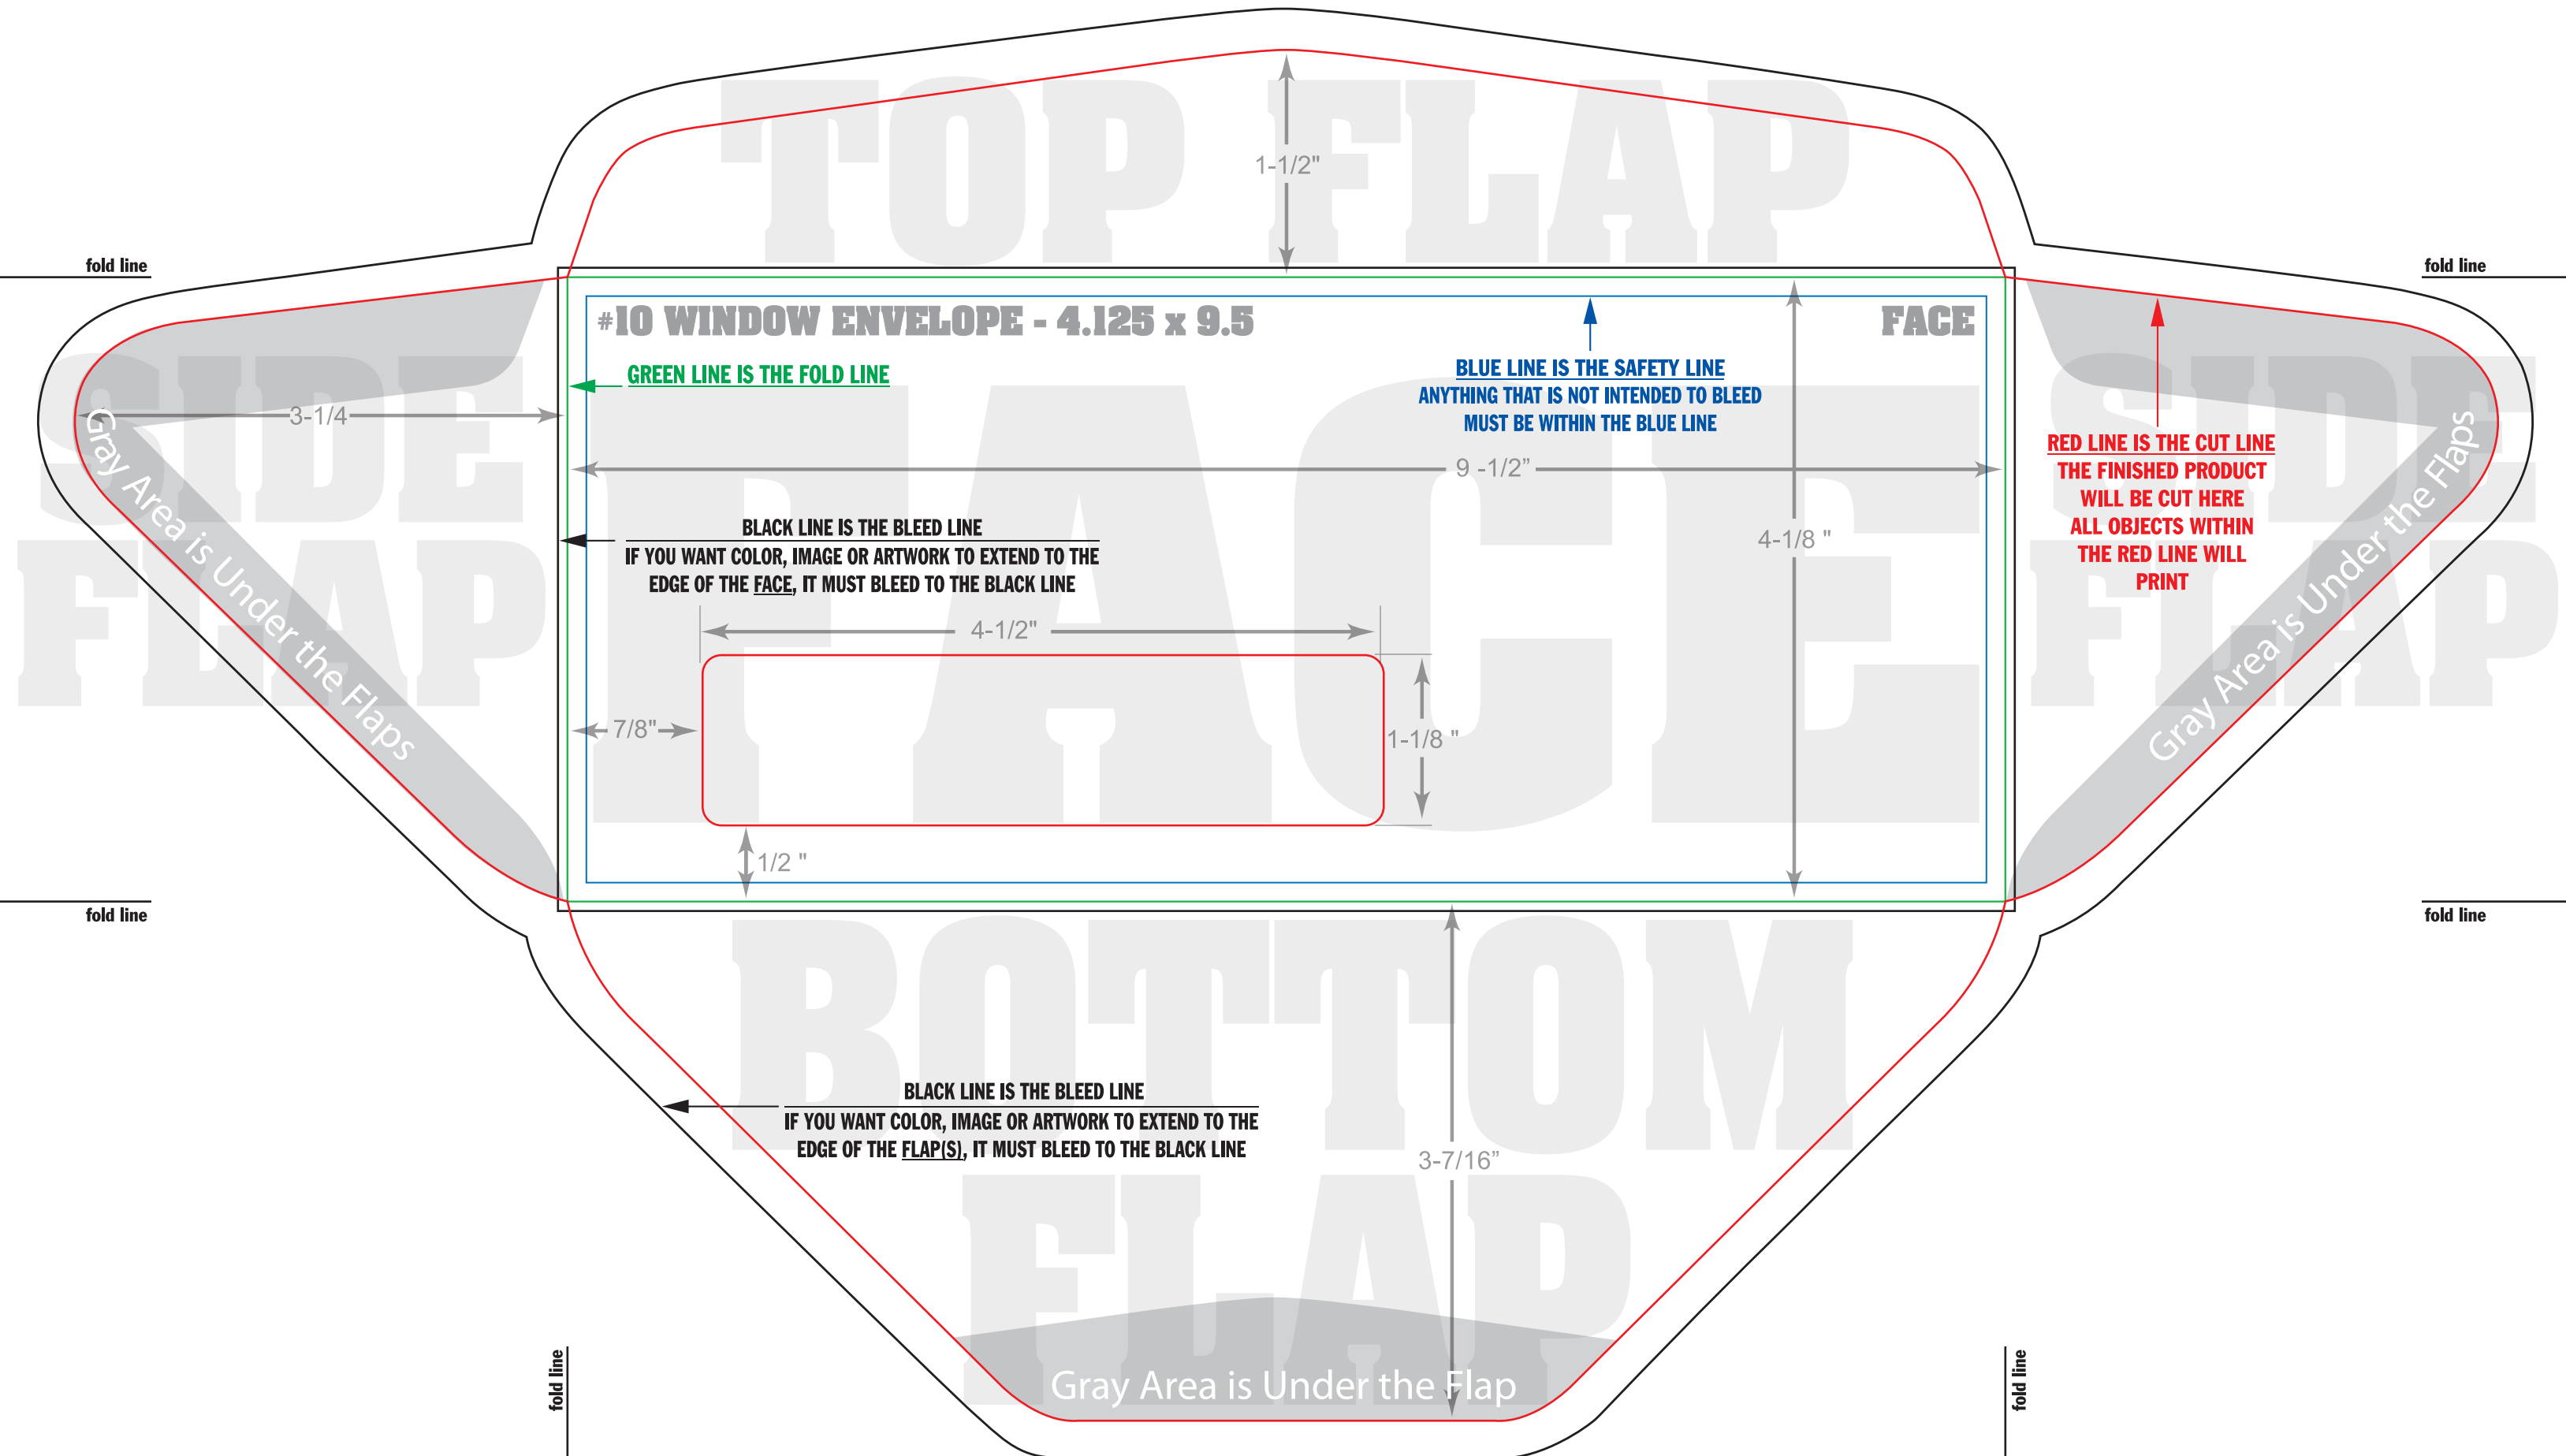 TOP FLAP
1-1/2"
fold line
fold line
#10 WINDOW ENVELOPE - 4.125 x 9.5
FACE
GREEN LINE IS THE FOLD LINE
BLUE LINE IS THE SAFETY LINE
ANYTHING THAT IS NOT INTENDED TO BLEED
MUST BE WITHIN THE BLUE LINE
SIDE
FLAP
3-1/4
Gray Area is Under the Flaps
FACE
9 -1/2”
4-1/8 "
BLACK LINE IS THE BLEED LINE
IF YOU WANT COLOR, IMAGE OR ARTWORK TO EXTEND TO THE
EDGE OF THE FACE, IT MUST BLEED TO THE BLACK LINE
4-1/2"
7/8"
1-1/8 "
1/2 "
SIDE
FLAP
RED LINE IS THE CUT LINE
THE FINISHED PRODUCT
WILL BE CUT HERE
ALL OBJECTS WITHIN
THE RED LINE WILL
PRINT
Gray Area is Under the Flaps
fold line
fold line
BOTTOM
FLAP
BLACK LINE IS THE BLEED LINE
IF YOU WANT COLOR, IMAGE OR ARTWORK TO EXTEND TO THE
EDGE OF THE FLAP(S), IT MUST BLEED TO THE BLACK LINE
3-7/16”
Gray Area is Under the Flap
fold line
fold line